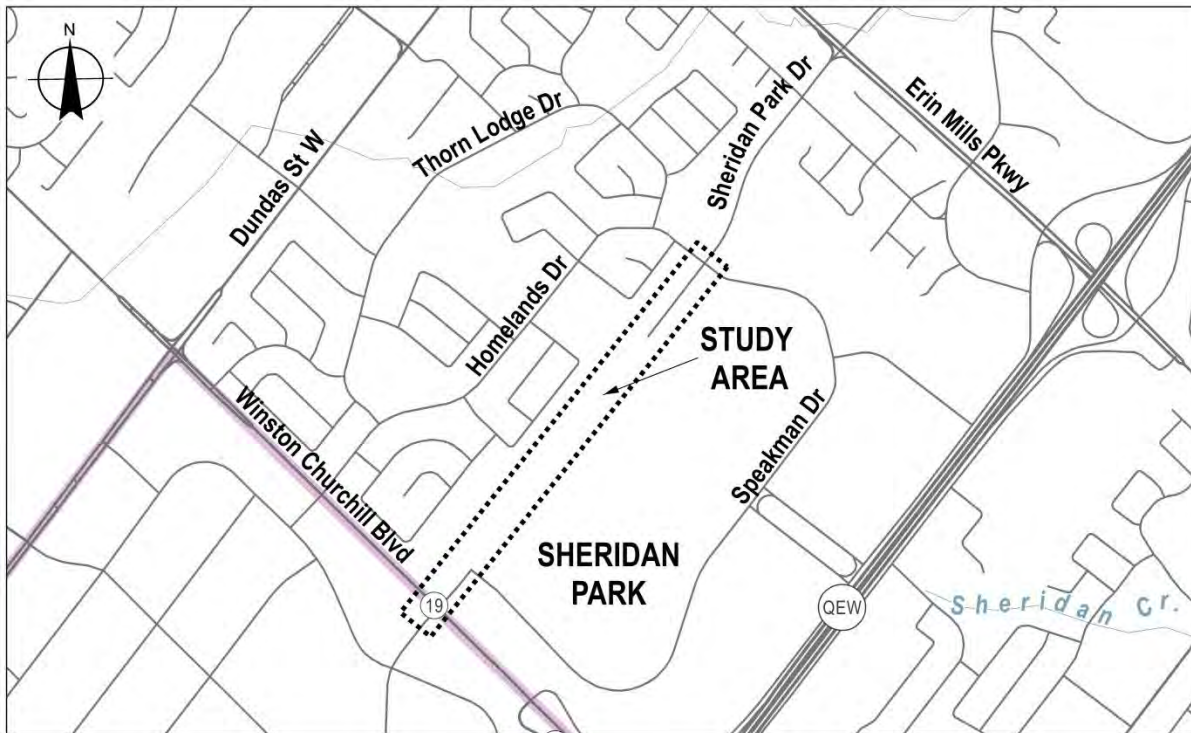 N
Thorn Lodge Dr
Sheridan Park Dr
Erin Mills Pkwy
Dundas St W
Homelands Dr
STUDY
AREA
Winston Churchill Blvd
Speakman Dr
SHERIDAN
PARK
19
QEW
Sheridan Cr.